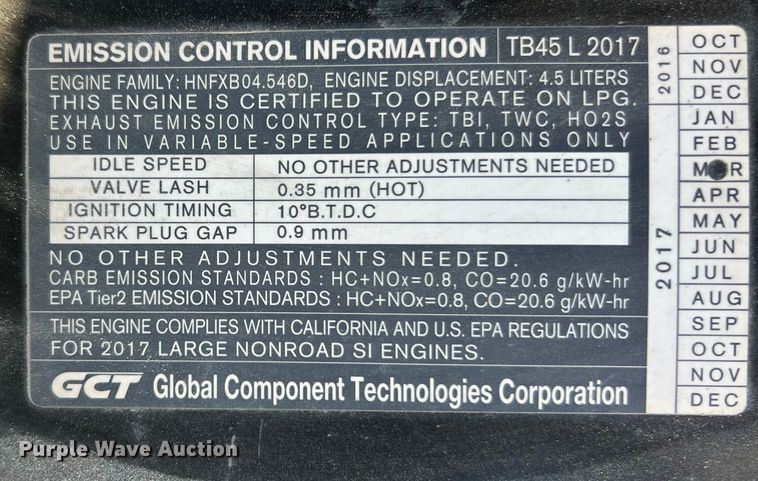 EMISSION CONTROL INFORMATION TB45 L 2017
ENGINE FAMILY: HNFXB04.546D, ENGINE DISPLACEMENT: 4.5 LITERS
THIS ENGINE IS CERTIFIED TO OPERATE ON LPG.
EXHAUST EMISSION CONTROL TYPE: TBI, TWC, HO2S
USE IN VARIABLE-SPEED APPLICATIONS ONLY
IDLE SPEED NO OTHER ADJUSTMENTS NEEDED
VALVE LASH 0.35 mm (HOT)
IGNITION TIMING 10°B.T.D.C
SPARK PLUG GAP 0.9 mm
NO OTHER ADJUSTMENTS NEEDED.
CARB EMISSION STANDARDS : HC+NOx=0.8, CO=20.6 g/kW-hr
EPA Tier2 EMISSION STANDARDS : HC+NOx=0.8, CO=20.6 g/kW-hr
THIS ENGINE COMPLIES WITH CALIFORNIA AND U.S. EPA REGULATIONS
FOR 2017 LARGE NONROAD SI ENGINES.
GCT Global Component Technologies Corporation
2016
OCT
NOV
DEC
2017
JAN
FEB
APR
MAY
JUN
JUL
AUG
SEP
OCT
NOV
DEC
Purple Wave Auction